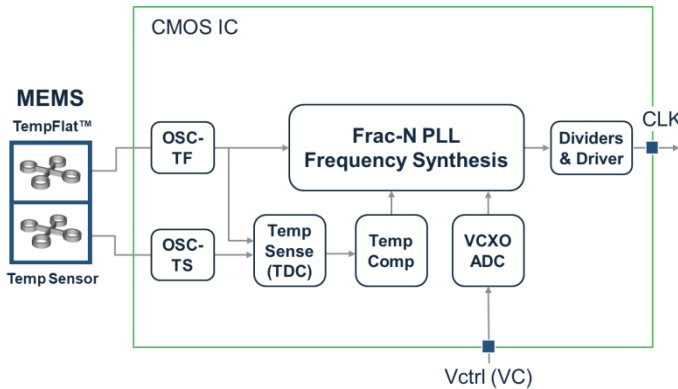 CMOS IC
MEMS
TempFlat™
OSC-
TF
Frac-N PLL
Frequency Synthesis
Dividers
& Driver
CLK
OSC-
TS
Temp
Sense
(TDC)
Temp
Comp
VCXO
ADC
Temp Sensor
Vctrl (VC)